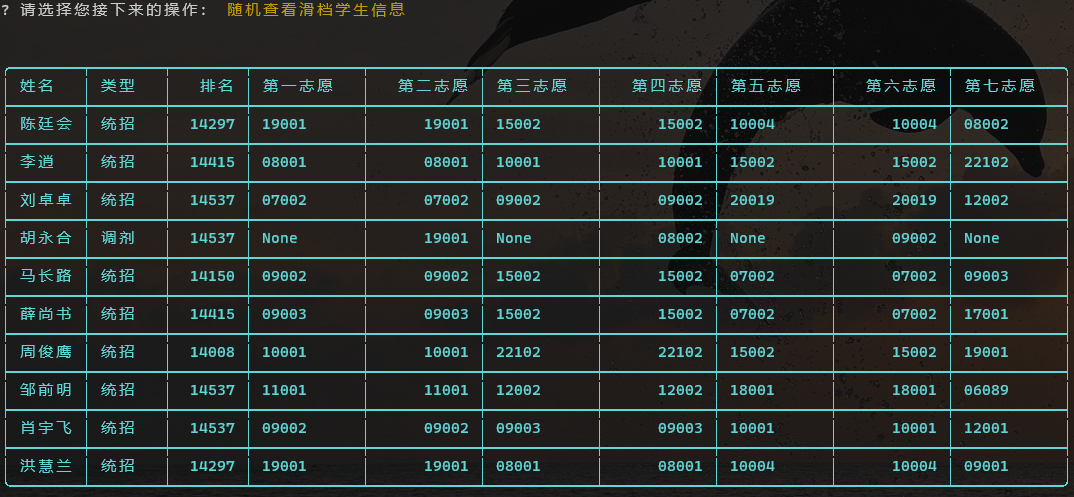 ? 请选择您接下来的操作: 随机查看滑档学生信息
姓名 类型 排名 第一志愿 第二志愿 第三志愿 第四志愿 第五志愿 第六志愿 第七志愿
陈廷会 统招 14297 19001 19001 15002 15002 10004 10004 08002
李逍 统招 14415 08001 08001 10001 10001 15002 15002 22102
刘卓卓 统招 14537 07002 07002 09002 09002 20019 20019 12002
胡永合 调剂 14537 None 19001 None 08002 None 09002 None
马长路 统招 14150 09002 09002 15002 15002 07002 07002 09003
薛尚书 统招 14415 09003 09003 15002 15002 07002 07002 17001
周俊鹰 统招 14008 10001 10001 22102 22102 15002 15002 19001
邹前明 统招 14537 11001 11001 12002 12002 18001 18001 06089
肖宇飞 统招 14537 09002 09002 09003 09003 10001 10001 12001
洪慧兰 统招 14297 19001 19001 08001 08001 10004 10004 09001